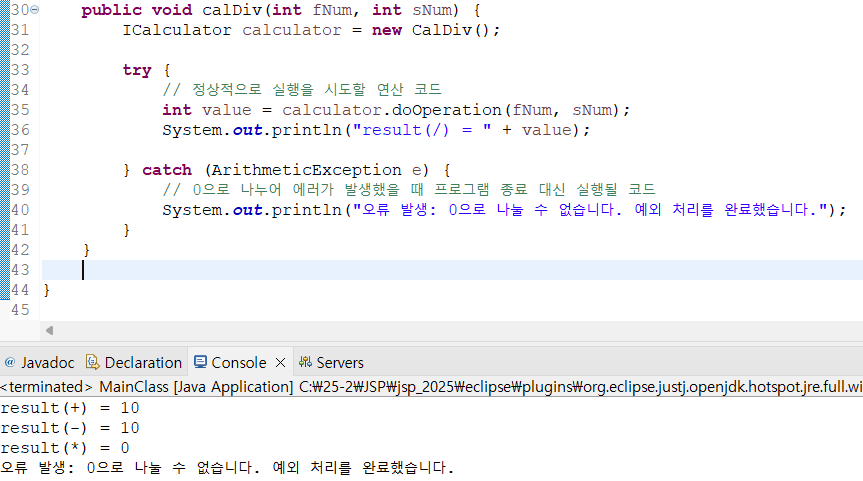 30 public void calDiv(int fNum, int sNum) {
31 ICalculator calculator = new CalDiv();
32
33 try {
34 // 정상적으로 실행을 시도할 연산 코드
35 int value = calculator.doOperation(fNum, sNum);
36 System.out.println("result(/) = " + value);
37
38 } catch (ArithmeticException e) {
39 // 0으로 나누어 에러가 발생했을 때 프로그램 종료 대신 실행될 코드
40 System.out.println("오류 발생: 0으로 나눌 수 없습니다. 예외 처리를 완료했습니다.");
41 }
42 }
43
44 }
45
@ Javadoc Declaration Console Servers
<terminated> MainClass [Java Application] C:₩25-2₩JSP₩jsp_2025₩eclipse₩plugins₩org.eclipse.justj.openjdk.hotspot.jre.full.wi
result(+) = 10
result(-) = 10
result(*) = 0
오류 발생: 0으로 나눌 수 없습니다. 예외 처리를 완료했습니다.